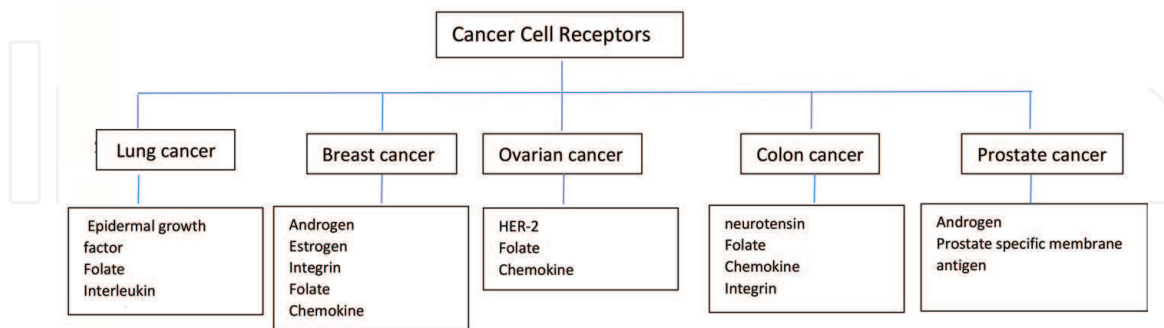 Cancer Cell Receptors
Lung cancer
Breast cancer
Ovarian cancer
Colon cancer
Prostate cancer
Epidermal growth
factor
Folate
Interleukin
Androgen
Estrogen
Integrin
Folate
Chemokine
HER-2
Folate
Chemokine
neurotensin
Folate
Chemokine
Integrin
Androgen
Prostate specific membrane
antigen